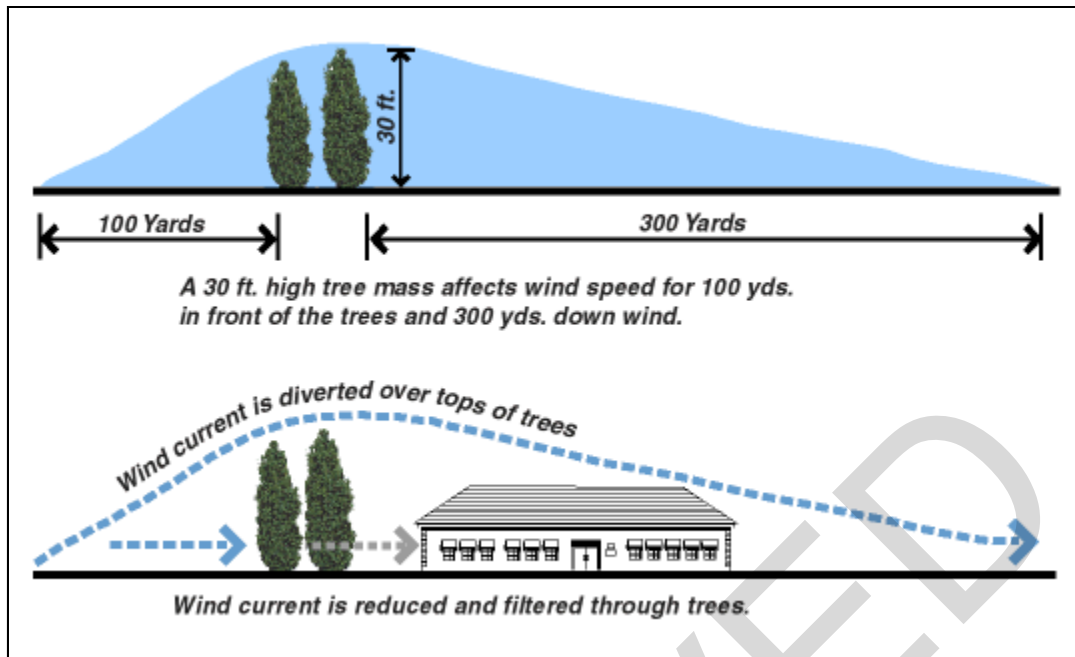 30 ft.
100 Yards
300 Yards
A 30 ft. high tree mass affects wind speed for 100 yds.
in front of the trees and 300 yds. down wind.
Wind current is diverted over tops of trees
Wind current is reduced and filtered through trees.